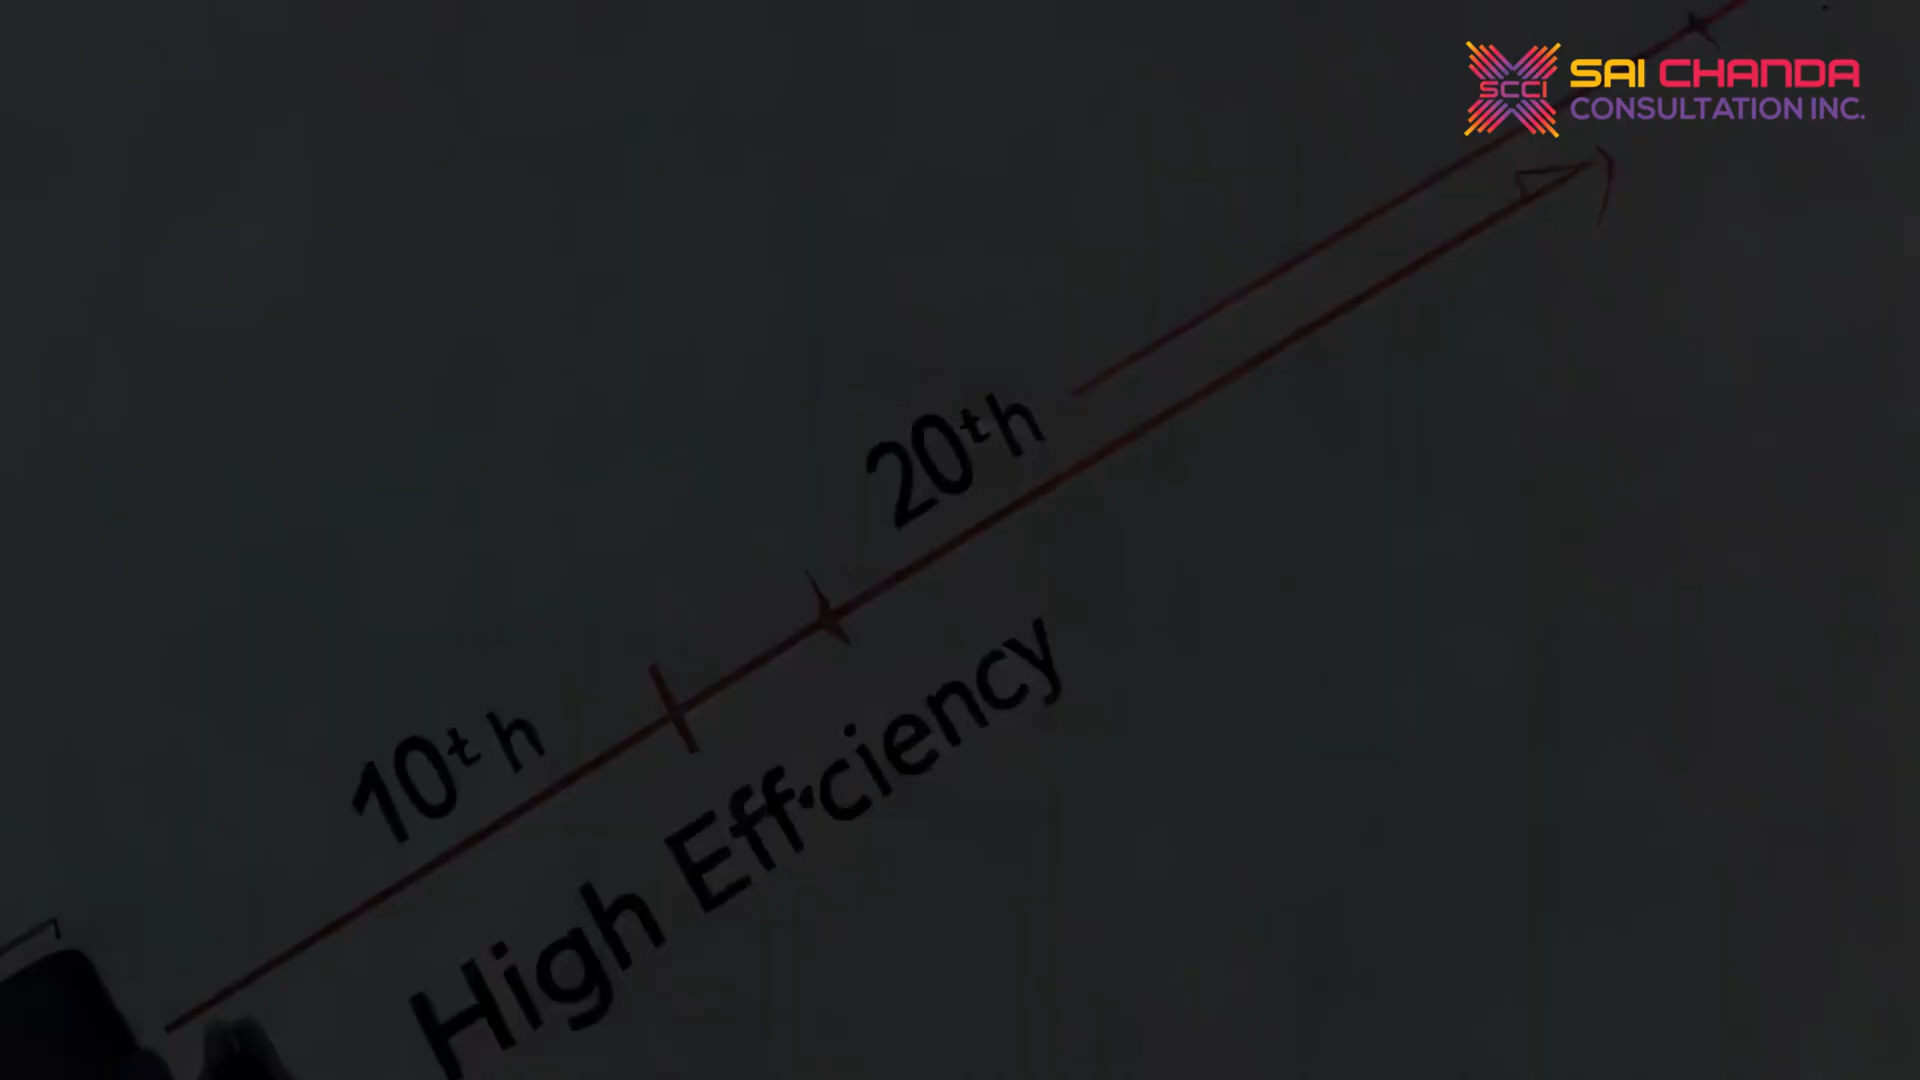 SCCI
SAI CHANDA
CONSULTATION INC.
20th
10th
High Eff·ciency